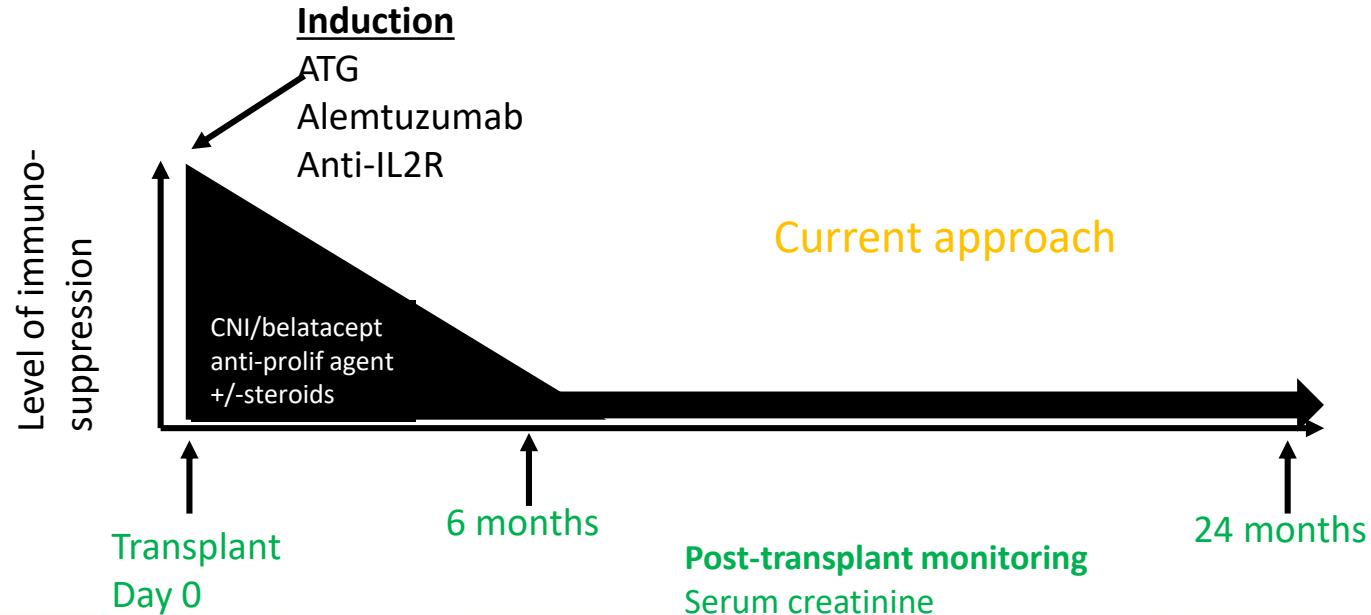 Induction
ATG
Alemtuzumab
Anti-IL2R
Level of immuno-
suppression
Current approach
CNI/belatacept
anti-prolif agent
+/-steroids
Transplant
Day 0
6 months
24 months
Post-transplant monitoring
Serum creatinine